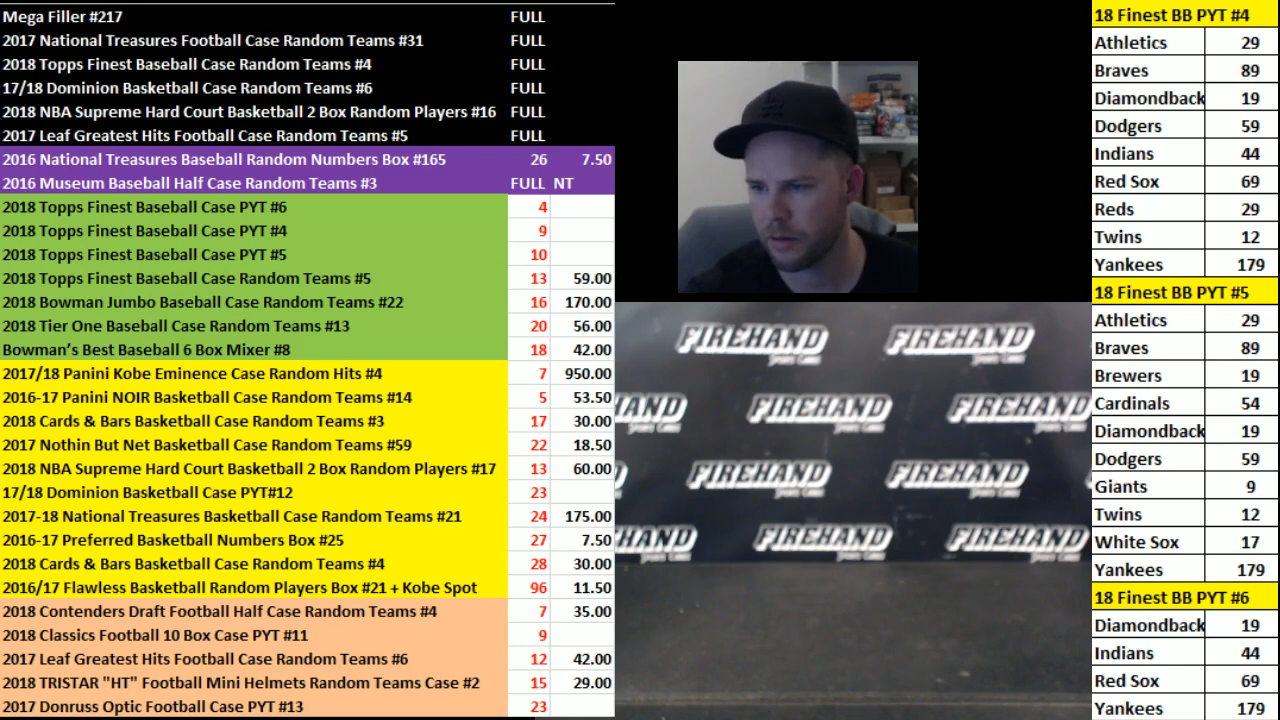 Mega Filler #217 FULL
2017 National Treasures Football Case Random Teams #31 FULL
2018 Topps Finest Baseball Case Random Teams #4 FULL
17/18 Dominion Basketball Case Random Teams #6 FULL
2018 NBA Supreme Hard Court Basketball 2 Box Random Players #16 FULL
2017 Leaf Greatest Hits Football Case Random Teams #5 FULL
2016 National Treasures Baseball Random Numbers Box #165 26 7.50
2016 Museum Baseball Half Case Random Teams #3 FULL NT
2018 Topps Finest Baseball Case PYT #6 4
2018 Topps Finest Baseball Case PYT #4 9
2018 Topps Finest Baseball Case PYT #5 10
2018 Topps Finest Baseball Case Random Teams #5 13 59.00
2018 Bowman Jumbo Baseball Case Random Teams #22 16 170.00
2018 Tier One Baseball Case Random Teams #13 20 56.00
Bowman’s Best Baseball 6 Box Mixer #8 18 42.00
2017/18 Panini Kobe Eminence Case Random Hits #4 7 950.00
2016-17 Panini NOIR Basketball Case Random Teams #14 5 53.50
2018 Cards & Bars Basketball Case Random Teams #3 17 30.00
2017 Nothin But Net Basketball Case Random Teams #59 22 18.50
2018 NBA Supreme Hard Court Basketball 2 Box Random Players #17 13 60.00
17/18 Dominion Basketball Case PYT#12 23
2017-18 National Treasures Basketball Case Random Teams #21 24 175.00
2016-17 Preferred Basketball Numbers Box #25 27 7.50
2018 Cards & Bars Basketball Case Random Teams #4 28 30.00
2016/17 Flawless Basketball Random Players Box #21 + Kobe Spot 96 11.50
2018 Contenders Draft Football Half Case Random Teams #4 7 35.00
2018 Classics Football 10 Box Case PYT #11 9
2017 Leaf Greatest Hits Football Case Random Teams #6 12 42.00
2018 TRISTAR "HT" Football Mini Helmets Random Teams Case #2 15 29.00
2017 Donruss Optic Football Case PYT #13 23
FIREHAND FIREHAND
HAND FIREHAND FIREHAND
FIREHAND FIREHAND
HAND FIREHAND FIREHAND
18 Finest BB PYT #4
Athletics 29
Braves 89
Diamondback 19
Dodgers 59
Indians 44
Red Sox 69
Reds 29
Twins 12
Yankees 179
18 Finest BB PYT #5
Athletics 29
Braves 89
Brewers 19
Cardinals 54
Diamondback 19
Dodgers 59
Giants 9
Twins 12
White Sox 17
Yankees 179
18 Finest BB PYT #6
Diamondback 19
Indians 44
Red Sox 69
Yankees 179